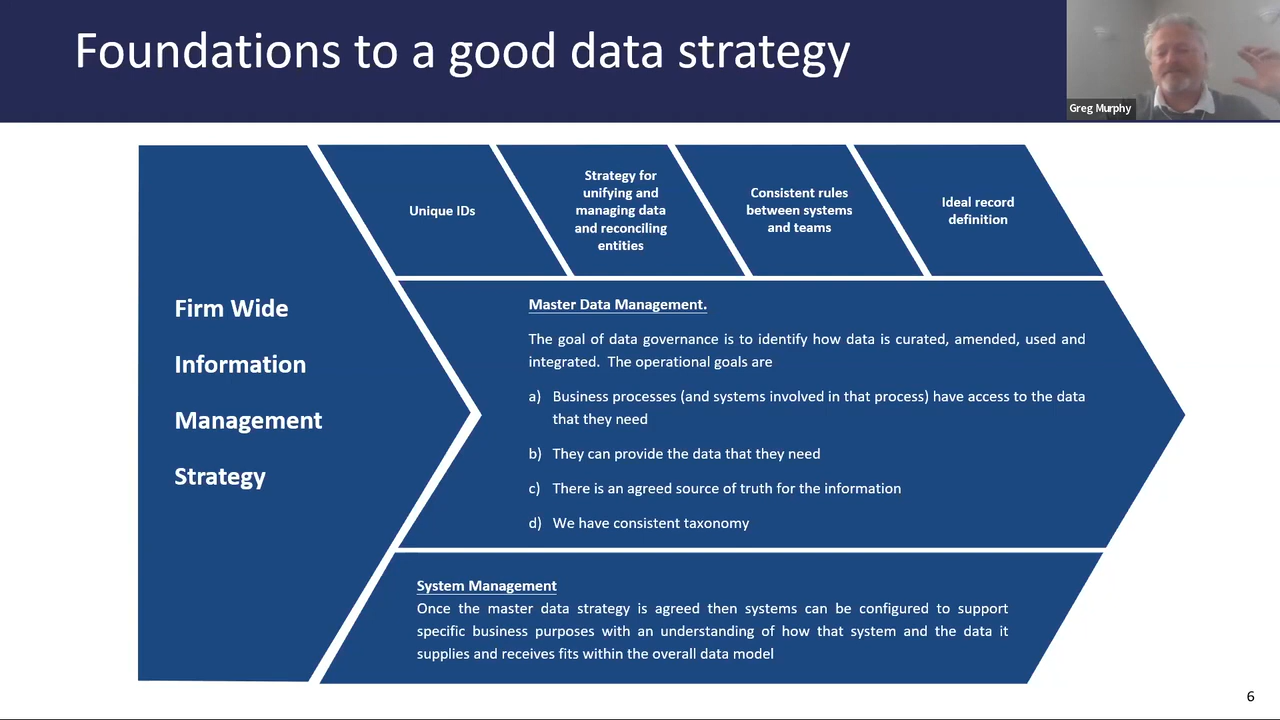 Foundations to a good data strategy
Greg Murphy
Unique IDs
Strategy for
unifying and
managing data
and reconciling
entities
Consistent rules
between systems
and teams
Ideal record
definition
Firm Wide
Information
Management
Strategy
Master Data Management.
The goal of data governance is to identify how data is curated, amended, used and
integrated.  The operational goals are
a) Business processes (and systems involved in that process) have access to the data
that they need
b) They can provide the data that they need
c) There is an agreed source of truth for the information
d) We have consistent taxonomy
System Management
Once the master data strategy is agreed then systems can be configured to support
specific business purposes with an understanding of how that system and the data it
supplies and receives fits within the overall data model
6